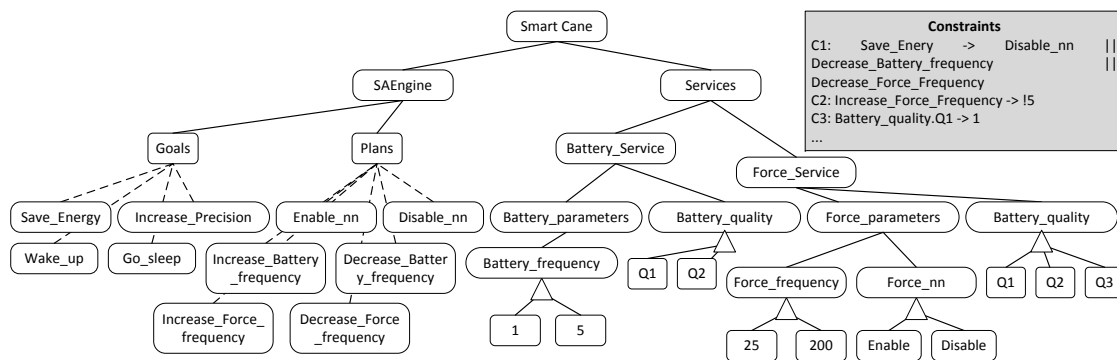 Smart Cane
Constraints
C1: Save_Enery -> Disable_nn ||
Decrease_Battery_frequency ||
Decrease_Force_Frequency
C2: Increase_Force_Frequency -> !5
C3: Battery_quality.Q1 -> 1
...
SAEngine
Services
Goals
Plans
Battery_Service
Force_Service
Save_Energy
Increase_Precision
Enable_nn
Disable_nn
Battery_parameters
Battery_quality
Force_parameters
Battery_quality
Wake_up
Go_sleep
Increase_Battery_
frequency
Decrease_Batter
y_frequency
Battery_frequency
Q1
Q2
Force_frequency
Force_nn
Q1
Q2
Q3
Increase_Force_
frequency
Decrease_Force
_frequency
1
5
25
200
Enable
Disable